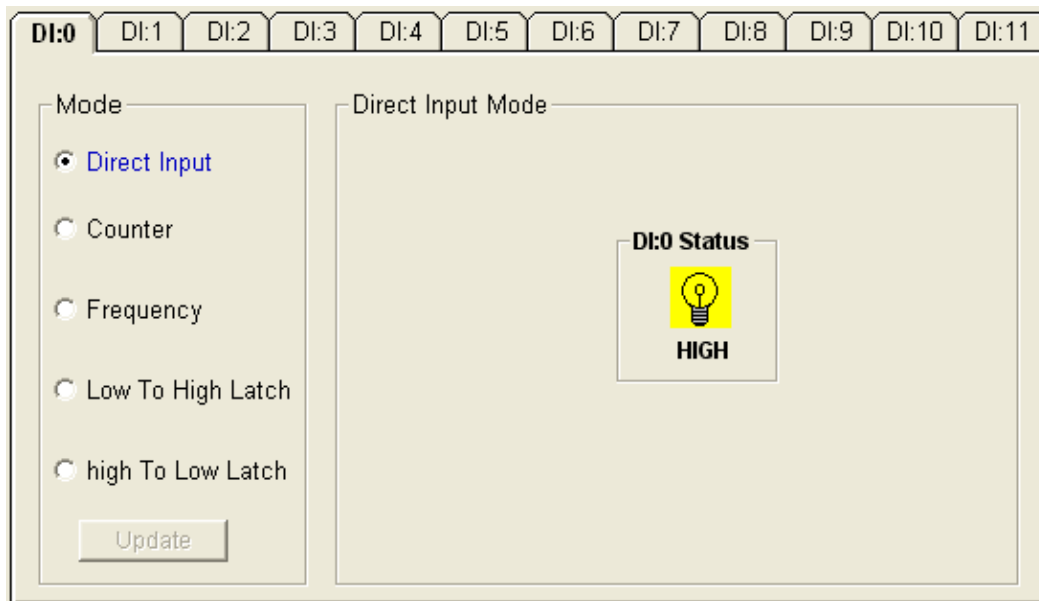 DI:0 DI:1 DI:2 DI:3 DI:4 DI:5 DI:6 DI:7 DI:8 DI:9 DI:10 DI:11
Mode
Direct Input
Counter
Frequency
Low To High Latch
high To Low Latch
Update
Direct Input Mode
DI:0 Status
HIGH